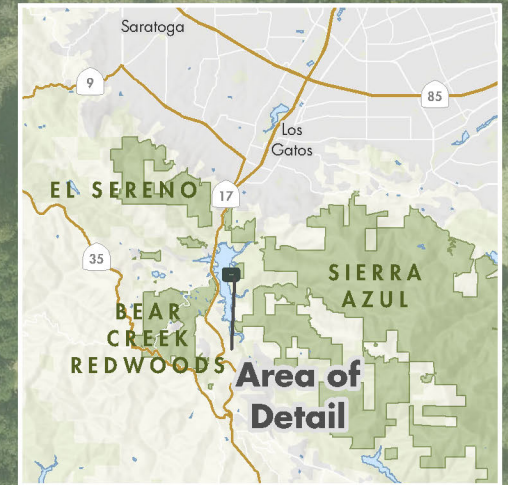 Saratoga
9
85
Los
Gatos
EL SERENO
17
35
SIERRA
AZUL
BEAR
CREEK
REDWOODS
Area of
Detail